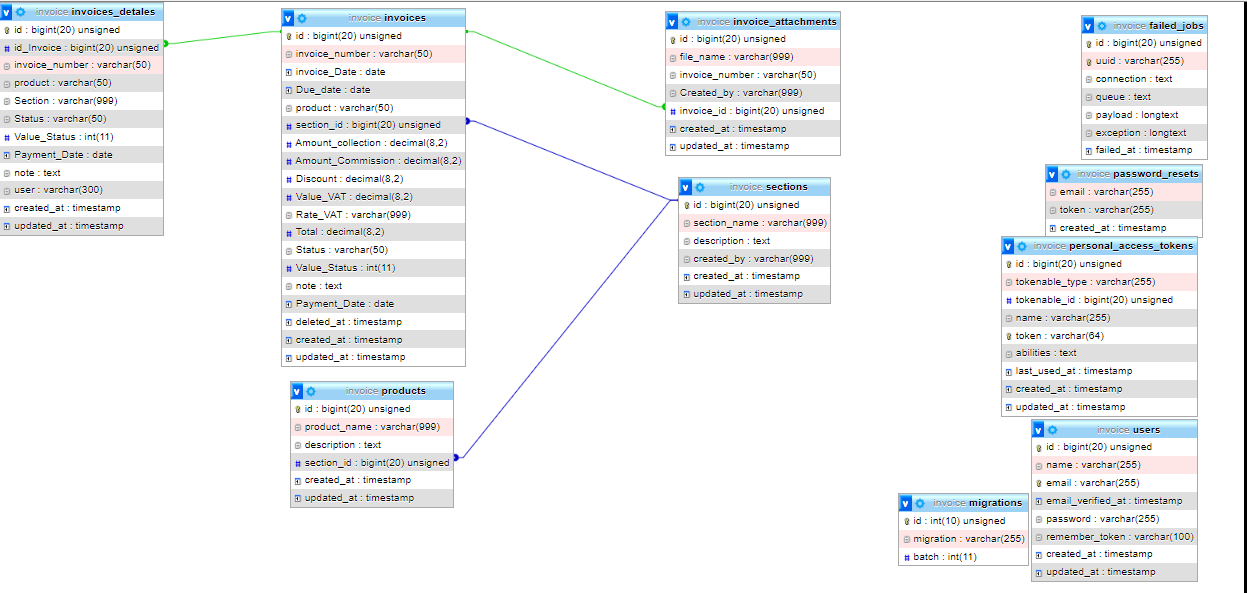 invoice invoices_detales
id : bigint(20) unsigned
id_Invoice : bigint(20) unsigned
invoice_number : varchar(50)
product : varchar(50)
Section : varchar(999)
Status : varchar(50)
Value_Status : int(11)
Payment_Date : date
note : text
user : varchar(300)
created_at : timestamp
updated_at : timestamp
invoice invoices
id : bigint(20) unsigned
invoice_number : varchar(50)
invoice_Date : date
Due_date : date
product : varchar(50)
section_id : bigint(20) unsigned
Amount_collection : decimal(8,2)
Amount_Commission : decimal(8,2)
Discount : decimal(8,2)
Value_VAT : decimal(8,2)
Rate_VAT : varchar(999)
Total : decimal(8,2)
Status : varchar(50)
Value_Status : int(11)
note : text
Payment_Date : date
deleted_at : timestamp
created_at : timestamp
updated_at : timestamp
invoice products
id : bigint(20) unsigned
product_name : varchar(999)
description : text
section_id : bigint(20) unsigned
created_at : timestamp
updated_at : timestamp
invoice invoice_attachments
id : bigint(20) unsigned
file_name : varchar(999)
invoice_number : varchar(50)
Created_by : varchar(999)
invoice_id : bigint(20) unsigned
created_at : timestamp
updated_at : timestamp
invoice sections
id : bigint(20) unsigned
section_name : varchar(999)
description : text
created_by : varchar(999)
created_at : timestamp
updated_at : timestamp
invoice failed_jobs
id : bigint(20) unsigned
uuid : varchar(255)
connection : text
queue : text
payload : longtext
exception : longtext
failed_at : timestamp
invoice password_resets
email : varchar(255)
token : varchar(255)
created_at : timestamp
invoice personal_access_tokens
id : bigint(20) unsigned
tokenable_type : varchar(255)
tokenable_id : bigint(20) unsigned
name : varchar(255)
token : varchar(64)
abilities : text
last_used_at : timestamp
created_at : timestamp
updated_at : timestamp
invoice users
id : bigint(20) unsigned
name : varchar(255)
email : varchar(255)
email_verified_at : timestamp
password : varchar(255)
remember_token : varchar(100)
created_at : timestamp
updated_at : timestamp
invoice migrations
id : int(10) unsigned
migration : varchar(255)
batch : int(11)